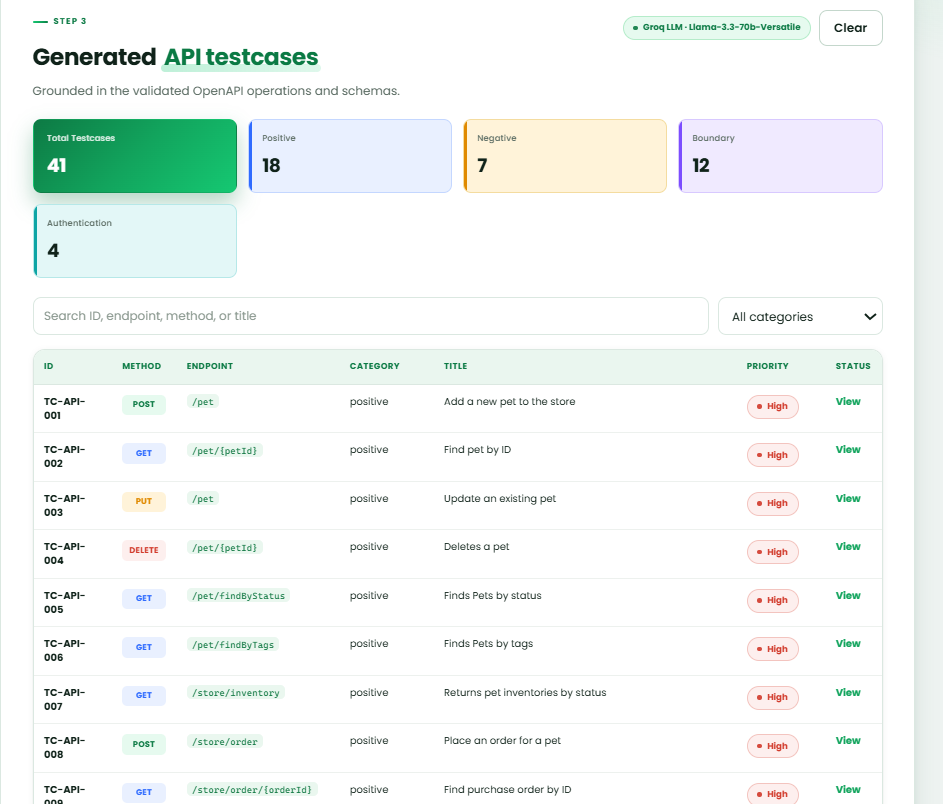 STEP 3
Groq LLM · Llama-3.3-70b-Versatile
Clear
Generated API testcases
Grounded in the validated OpenAPI operations and schemas.
Total Testcases
41
Positive
18
Negative
7
Boundary
12
Authentication
4
Search ID, endpoint, method, or title
All categories
ID METHOD ENDPOINT CATEGORY TITLE PRIORITY STATUS
TC-API-001 POST /pet positive Add a new pet to the store High View
TC-API-002 GET /pet/{petId} positive Find pet by ID High View
TC-API-003 PUT /pet positive Update an existing pet High View
TC-API-004 DELETE /pet/{petId} positive Deletes a pet High View
TC-API-005 GET /pet/findByStatus positive Finds Pets by status High View
TC-API-006 GET /pet/findByTags positive Finds Pets by tags High View
TC-API-007 GET /store/inventory positive Returns pet inventories by status High View
TC-API-008 POST /store/order positive Place an order for a pet High View
TC-API-009 GET /store/order/{orderId} positive Find purchase order by ID High View